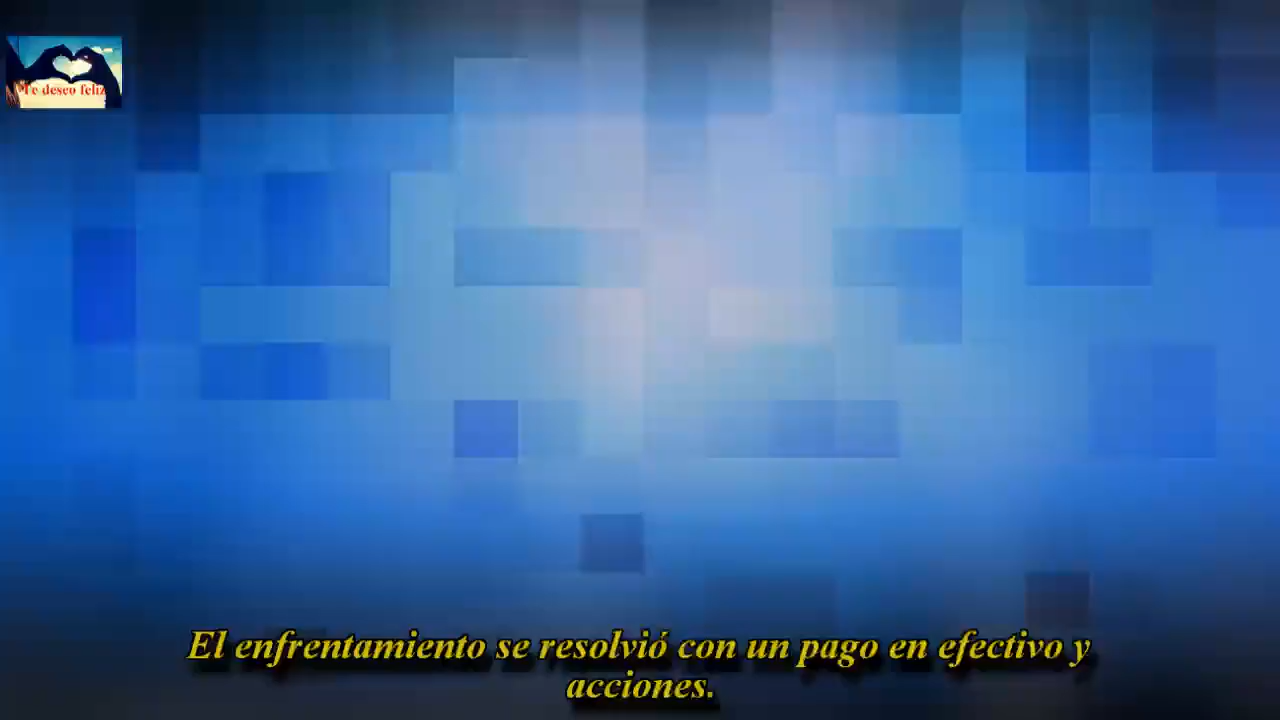 Te deseo feliz
El enfrentamiento se resolvió con un pago en efectivo y
acciones.